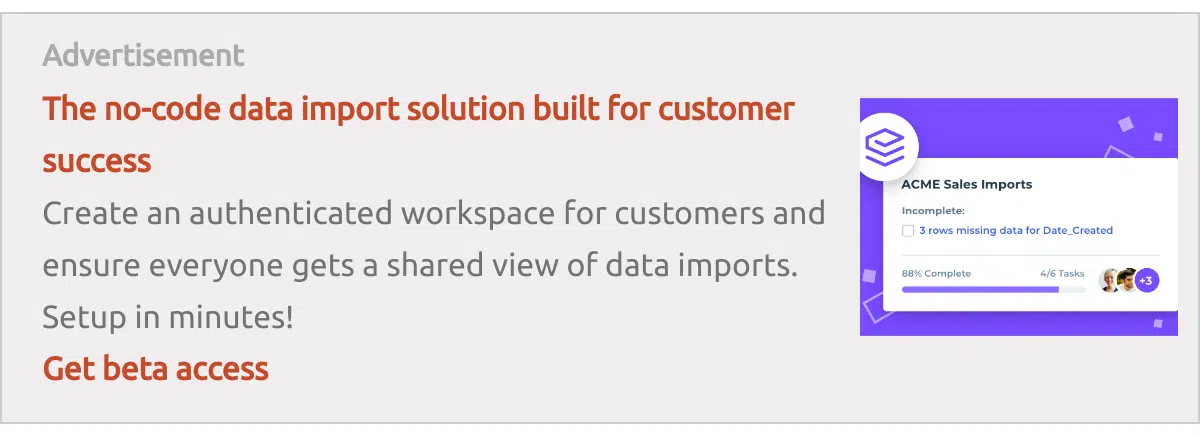 Advertisement
The no-code data import solution built for customer
success
Create an authenticated workspace for customers and
ensure everyone gets a shared view of data imports.
Setup in minutes!
Get beta access
ACME Sales Imports
Incomplete:
3 rows missing data for Date_Created
88% Complete 4/6 Tasks
+3